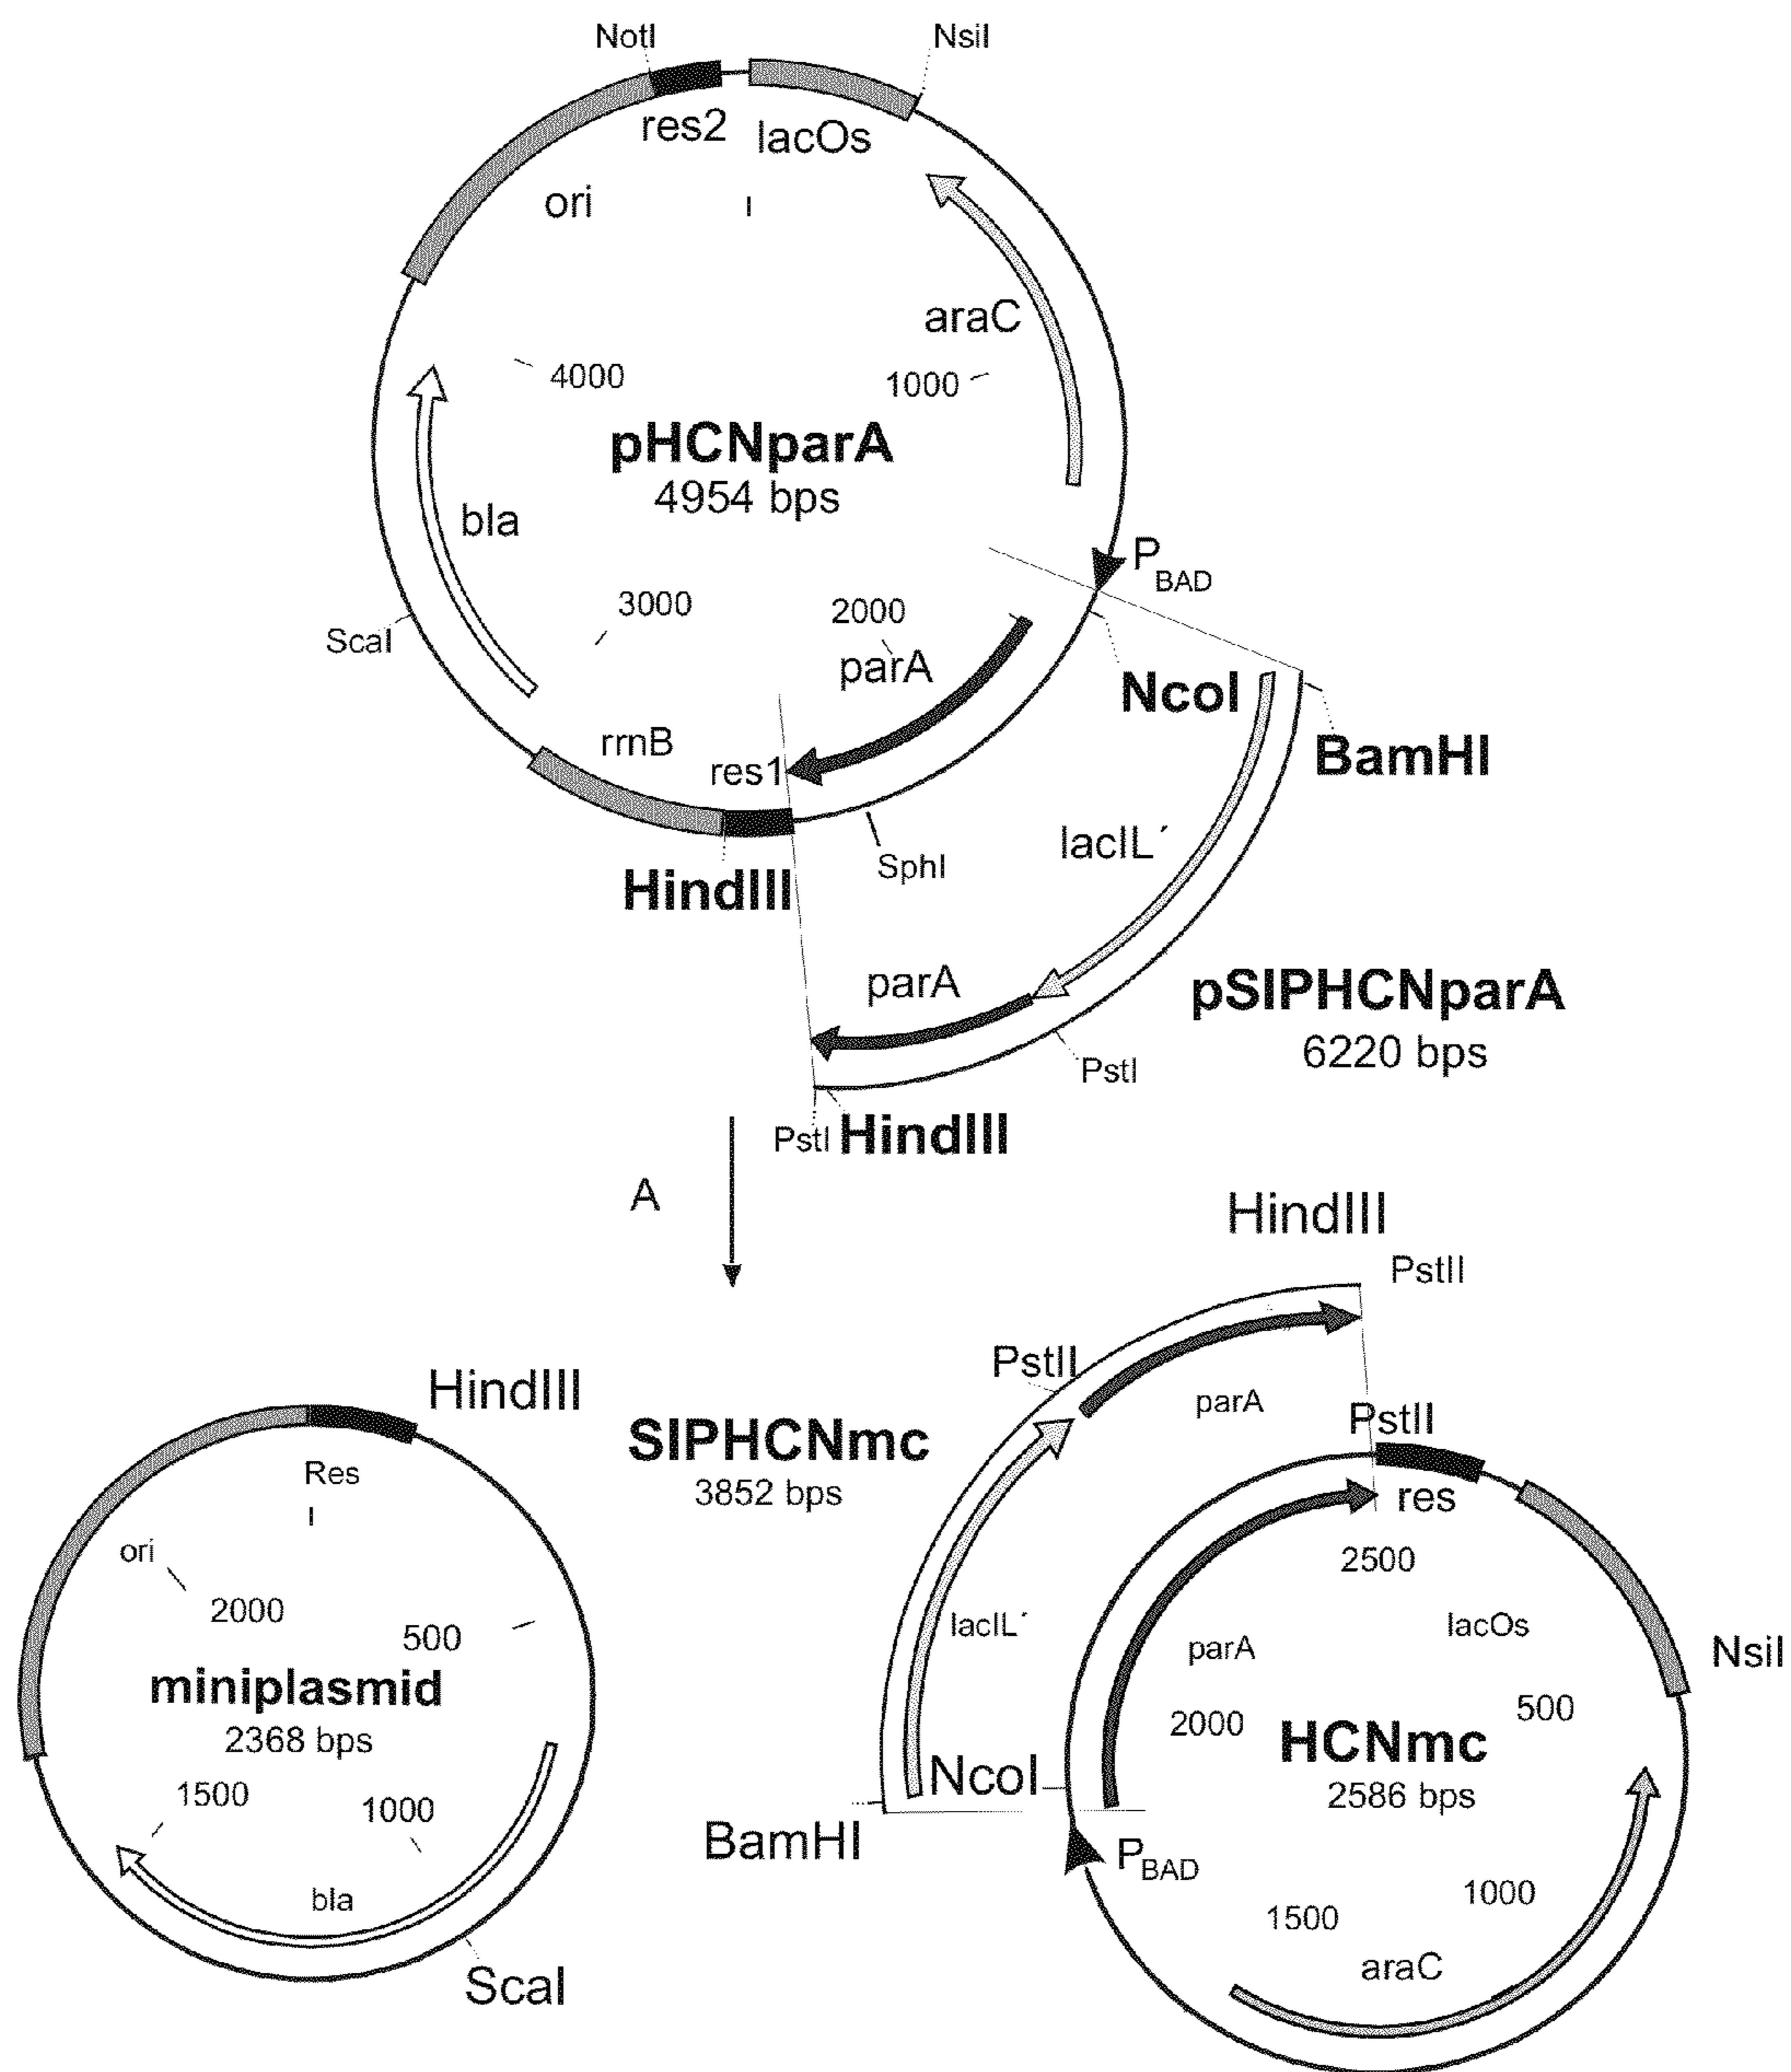 NotI
NsiI
res2
lacOs
ori
I
araC
4000
1000
pHCNparA
4954 bps
bla
P BAD
3000
2000
ScaI
parA
NcoI
rrnB
BamHI
res1
lacIL´
SphI
HindIII
parA
pSIPHCNparA
6220 bps
PstI
PstI HindIII
A
HindIII
PstII
PstII
HindIII
parA
SIPHCNmc
3852 bps
PstII
Res
res
I
ori
2500
2000
500
lacIL´
lacOs
parA
NsiI
miniplasmid
2368 bps
2000
500
HCNmc
2586 bps
NcoI
1500
1000
BamHI
P BAD
bla
1000
1500
araC
ScaI